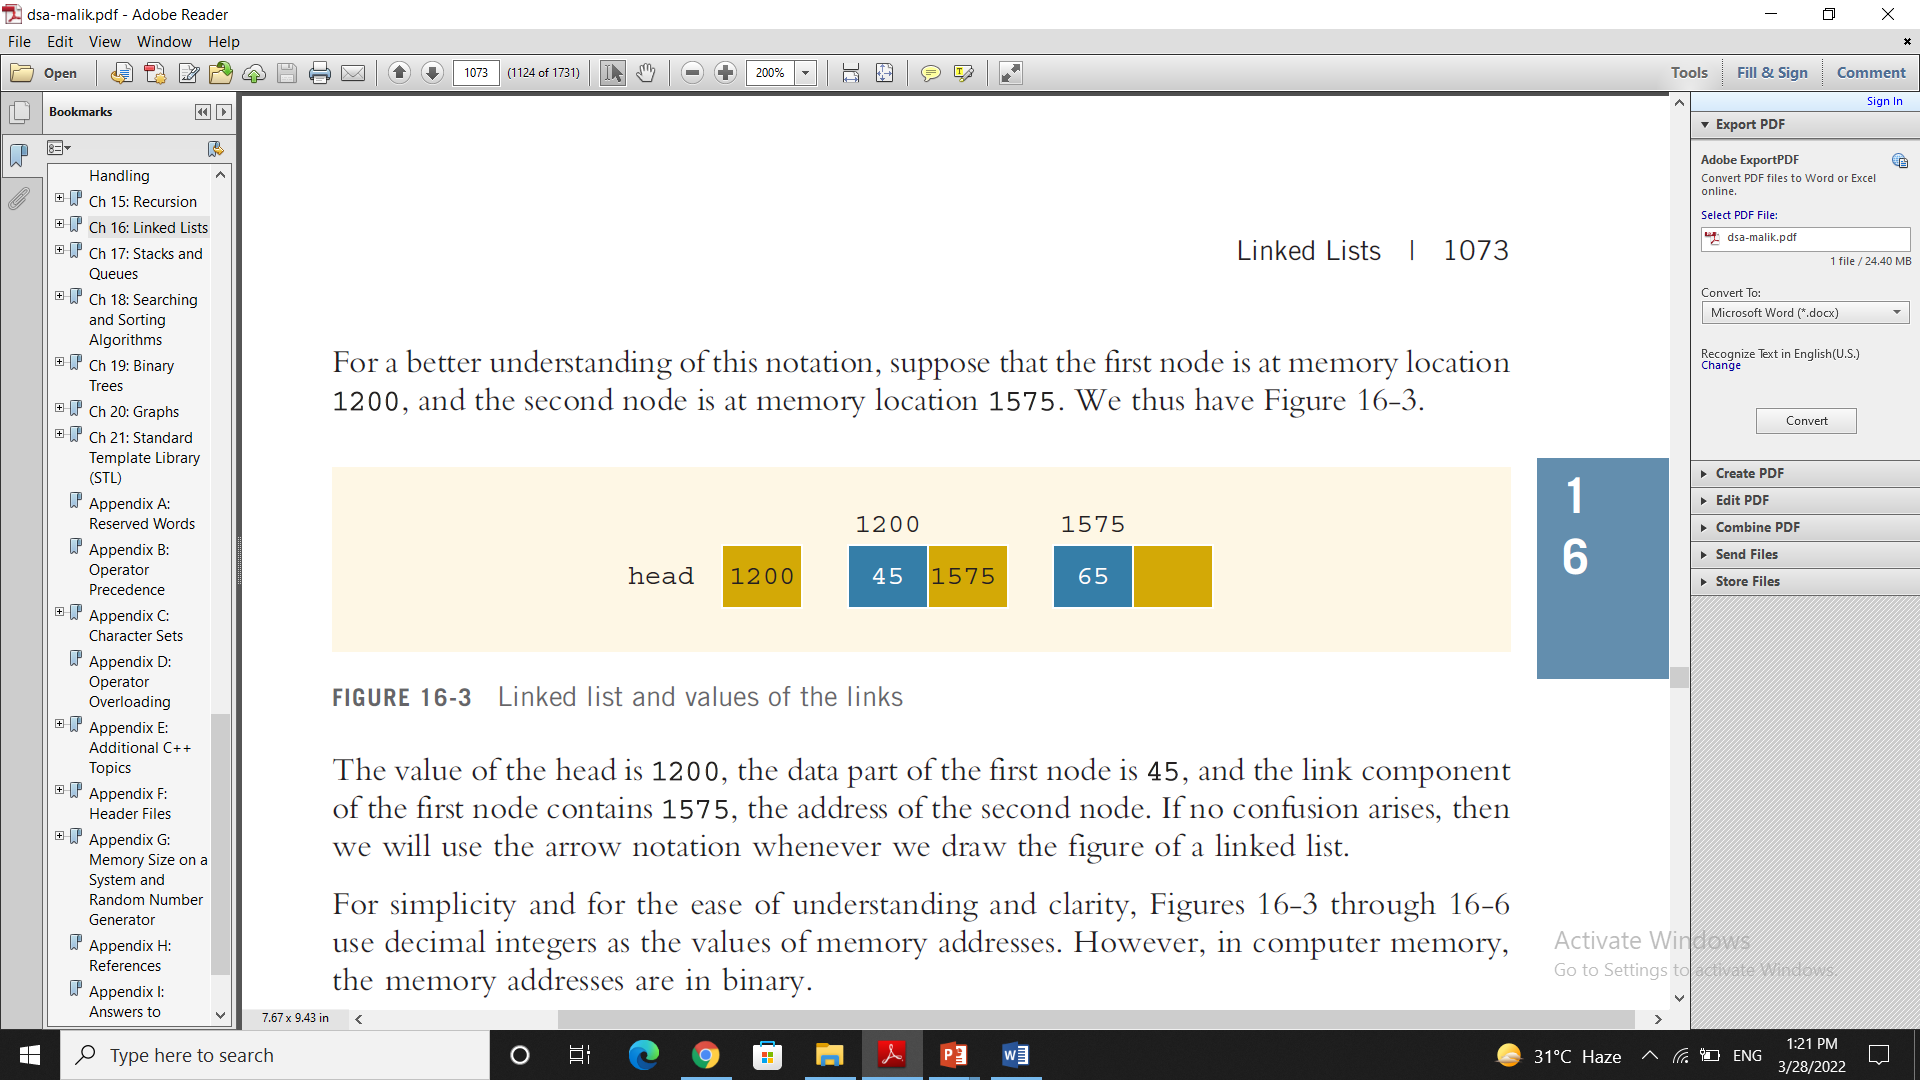 dsa-malik.pdf - Adobe Reader
File Edit View Window Help
Open 1073 (1124 of 1731) 200% Tools Fill & Sign Comment
Bookmarks
Handling
Ch 15: Recursion
Ch 16: Linked Lists
Ch 17: Stacks and
Queues
Ch 18: Searching
and Sorting
Algorithms
Ch 19: Binary
Trees
Ch 20: Graphs
Ch 21: Standard
Template Library
(STL)
Appendix A:
Reserved Words
Appendix B:
Operator
Precedence
Appendix C:
Character Sets
Appendix D:
Operator
Overloading
Appendix E:
Additional C++
Topics
Appendix F:
Header Files
Appendix G:
Memory Size on a
System and
Random Number
Generator
Appendix H:
References
Appendix I:
Answers to
Linked Lists | 1073
For a better understanding of this notation, suppose that the first node is at memory location
1200, and the second node is at memory location 1575. We thus have Figure 16-3.
1200 1575
head 1200 45 1575 65
1
6
FIGURE 16-3 Linked list and values of the links
The value of the head is 1200, the data part of the first node is 45, and the link component
of the first node contains 1575, the address of the second node. If no confusion arises, then
we will use the arrow notation whenever we draw the figure of a linked list.
For simplicity and for the ease of understanding and clarity, Figures 16-3 through 16-6
use decimal integers as the values of memory addresses. However, in computer memory,
the memory addresses are in binary.
7.67 x 9.43 in
Sign In
Export PDF
Adobe ExportPDF
Convert PDF files to Word or Excel
online.
Select PDF File:
dsa-malik.pdf
1 file / 24.40 MB
Convert To:
Microsoft Word (*.docx)
Recognize Text in English(U.S.)
Change
Convert
Create PDF
Edit PDF
Combine PDF
Send Files
Store Files
Activate Windows
Go to Settings to activate Windows.
Type here to search
31°C Haze
ENG
1:21 PM
3/28/2022